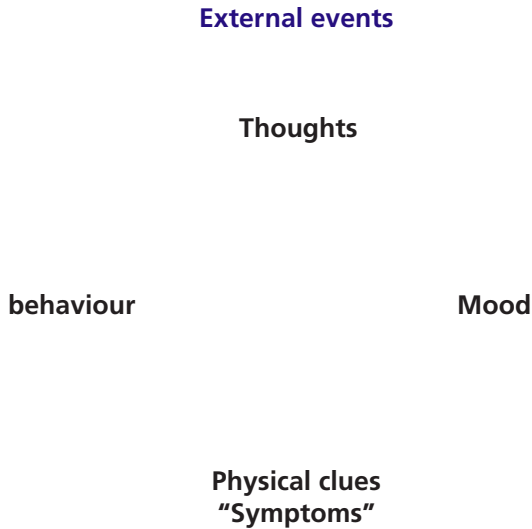 External events
Thoughts
behaviour
Mood
Physical clues
“Symptoms”